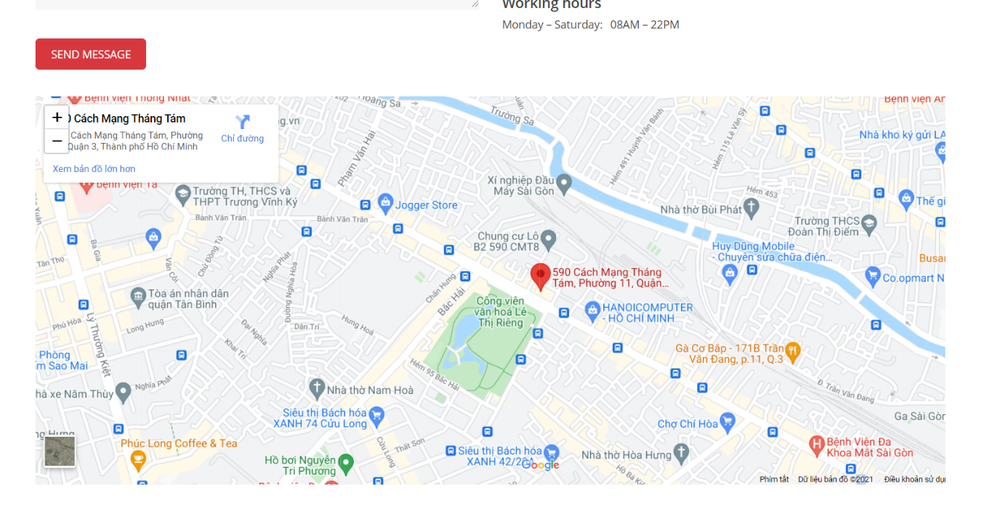 Working hours
Monday – Saturday: 08AM – 22PM
SEND MESSAGE
Bệnh viện Thống Nhất
Hoàng Sa
Trường Sa
Cách Mạng Tháng Tám
Cách Mạng Tháng Tám, Phường
Quận 3, Thành phố Hồ Chí Minh
Chỉ đường
Xem bản đồ lớn hơn
+
−
g.vn
Phạm Văn Hai
Hẻm 491 Huỳnh Văn Bánh
Hẻm 115 Lê Văn Sỹ
Bệnh viện An
Nhà kho ký gửi LA
Xí nghiệp Đầu
Máy Sài Gòn
Trường TH, THCS và
THPT Trương Vĩnh Ký
Jogger Store
Hẻm 453
Thế gi
Nhà thờ Bùi Phát
Trường THCS
Đoàn Thị Điểm
Bành Văn Trân
Bành Văn Trân
Chung cư Lô
B2 590 CMT8
Huy Dũng Mobile
- Chuyên sửa chữa điện...
Ba Gia
Chú Đồng Tử
Nghĩa Phát
Văn Côi
Tân Thọ
Đường Nghĩa Hòa
590 Cách Mạng Tháng
Tám, Phường 11, Quận...
Co.opmart N
Chấn Hưng
Bắc Hải
Tòa án nhân dân
quận Tân Bình
Công viên
văn hoá Lê
Thị Riêng
HANOICOMPUTER
- HỒ CHÍ MINH
Phú Hòa
Lý Thường Kiệt
Long Hưng
Đại Nghĩa
Dân Trí
Hưng Hoá
Khai Trí
Gà Cơ Bắp - 171B Trần
Văn Đang, p.11, Q.3
Phòng
m Sao Mai
Hẻm 95 Bắc Hải
Nghĩa Phát
hà xe Năm Thùy
Nhà thờ Nam Hoà
Đ. Trần Văn Đang
Siêu thị Bách hóa
XANH 74 Cửu Long
Chợ Chí Hòa
Ga Sài Gòn
Phúc Long Coffee & Tea
Cửu Long
Thất Sơn
Siêu thị Bách hóa
XANH 42/20A
Google
Nhà thờ Hòa Hưng
Bệnh Viện Đa
Khoa Mắt Sài Gòn
Hồ bơi Nguyễn
Tri Phương
Phím tắt Dữ liệu bản đồ ©2021 Điều khoản sử dụ